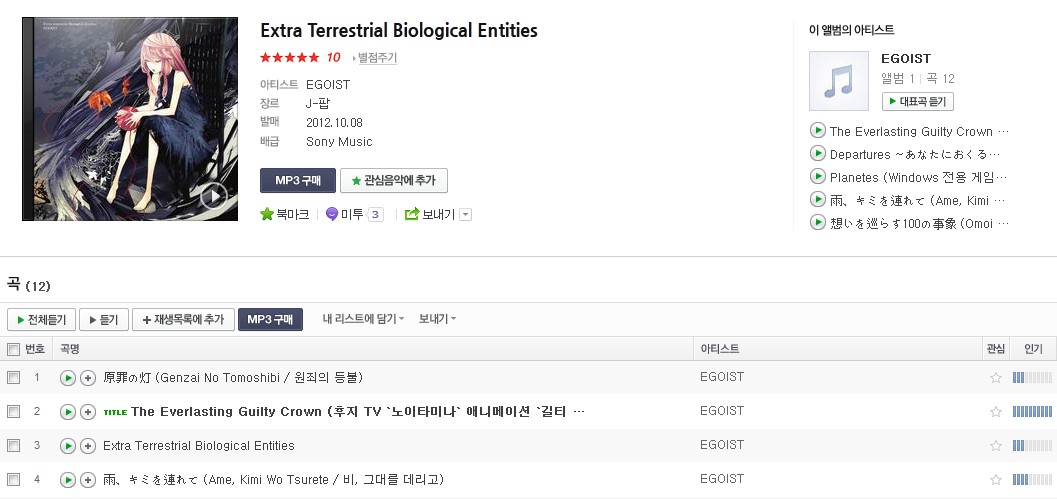 Extra Terrestrial Biological Entities
10 별점주기
아티스트 EGOIST
장르 J-팝
발매 2012.10.08
배급 Sony Music
MP3 구매 관심음악에 추가
북마크 미투 3 보내기
이 앨범의 아티스트
EGOIST
앨범 1 곡 12
대표곡 듣기
The Everlasting Guilty Crown ···
Departures ~あなたにおくる···
Planetes (Windows 전용 게임···
雨、キミを連れて (Ame, Kimi ···
想いを巡らす100の事象 (Omoi ···
곡 (12)
전체듣기 듣기 재생목록에 추가 MP3 구매 내 리스트에 담기 보내기
번호 곡명 아티스트 관심 인기
1 原罪の灯 (Genzai No Tomoshibi / 원죄의 등불) EGOIST
2 TITLE The Everlasting Guilty Crown (후지 TV `노이타미나` 애니메이션 `길티 ··· EGOIST
3 Extra Terrestrial Biological Entities EGOIST
4 雨、キミを連れて (Ame, Kimi Wo Tsurete / 비, 그대를 데리고) EGOIST